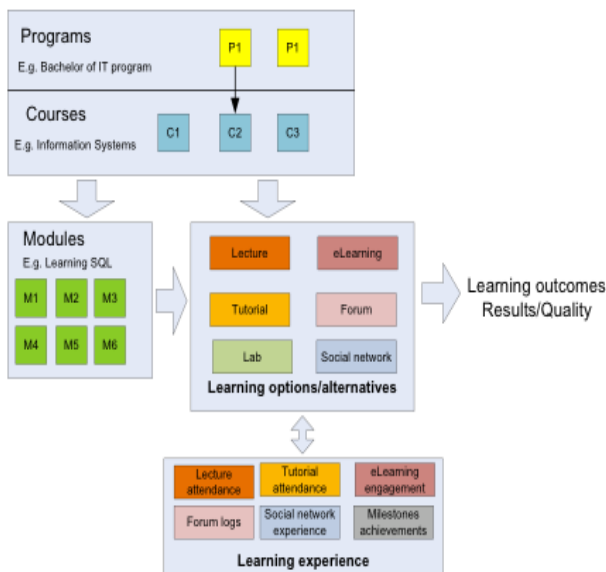 Programs
P1
P1
E.g. Bachelor of IT program
Courses
C1
C2
C3
E.g. Information Systems
Modules
E.g. Learning SQL
M1
M2
M3
M4
M5
M6
Lecture
eLearning
Tutorial
Forum
Lab
Social network
Learning options/alternatives
Learning outcomes
Results/Quality
Lecture
attendance
Tutorial
attendance
eLearning
engagement
Forum logs
Social network
experience
Milestones
achievements
Learning experience